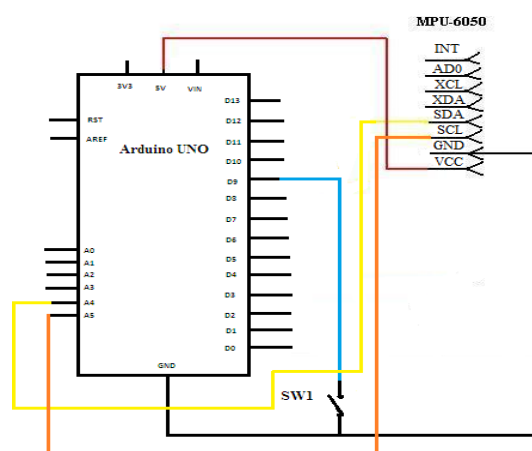 MPU-6050
INT
AD0
XCL
XDA
SDA
SCL
GND
VCC
3V3
5V
VIN
RST
AREF
Arduino UNO
D13
D12
D11
D10
D9
D8
D7
D6
D5
D4
D3
D2
D1
D0
A0
A1
A2
A3
A4
A5
GND
SW1